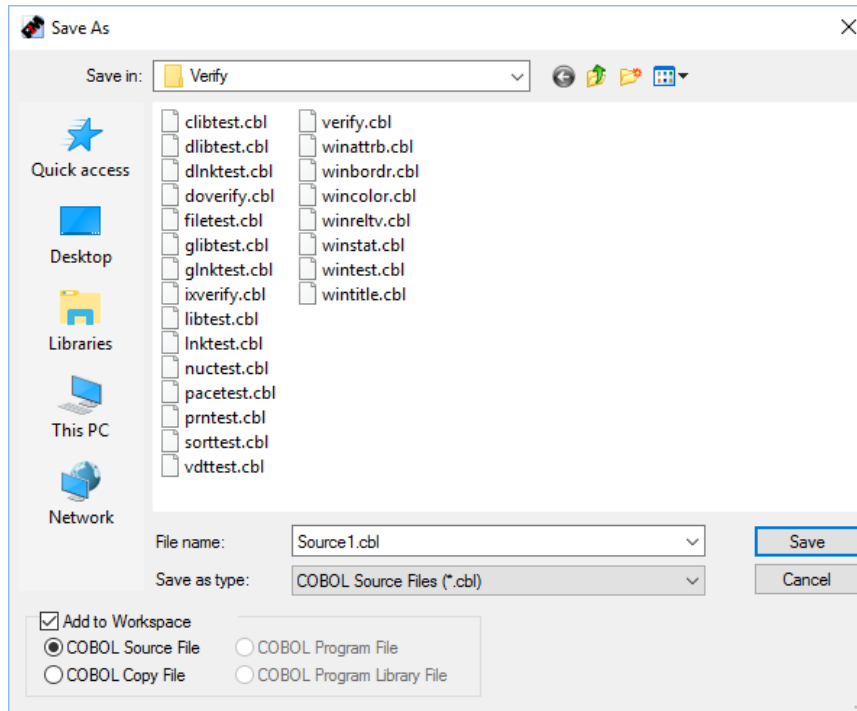 Save As
Save in:
Verify
Quick access
Desktop
Libraries
This PC
Network
clibtest.cbl
dlibtest.cbl
dlnktest.cbl
doverify.cbl
filetest.cbl
glibtest.cbl
glnktest.cbl
ixverify.cbl
libtest.cbl
lnktest.cbl
nuctest.cbl
pacetest.cbl
prntest.cbl
sorttest.cbl
vdttest.cbl
verify.cbl
winattrb.cbl
winbordr.cbl
wincolor.cbl
winreltv.cbl
winstat.cbl
wintest.cbl
wintitle.cbl
File name:
Source1.cbl
Save
Save as type:
COBOL Source Files (*.cbl)
Cancel
Add to Workspace
COBOL Source File
COBOL Program File
COBOL Copy File
COBOL Program Library File